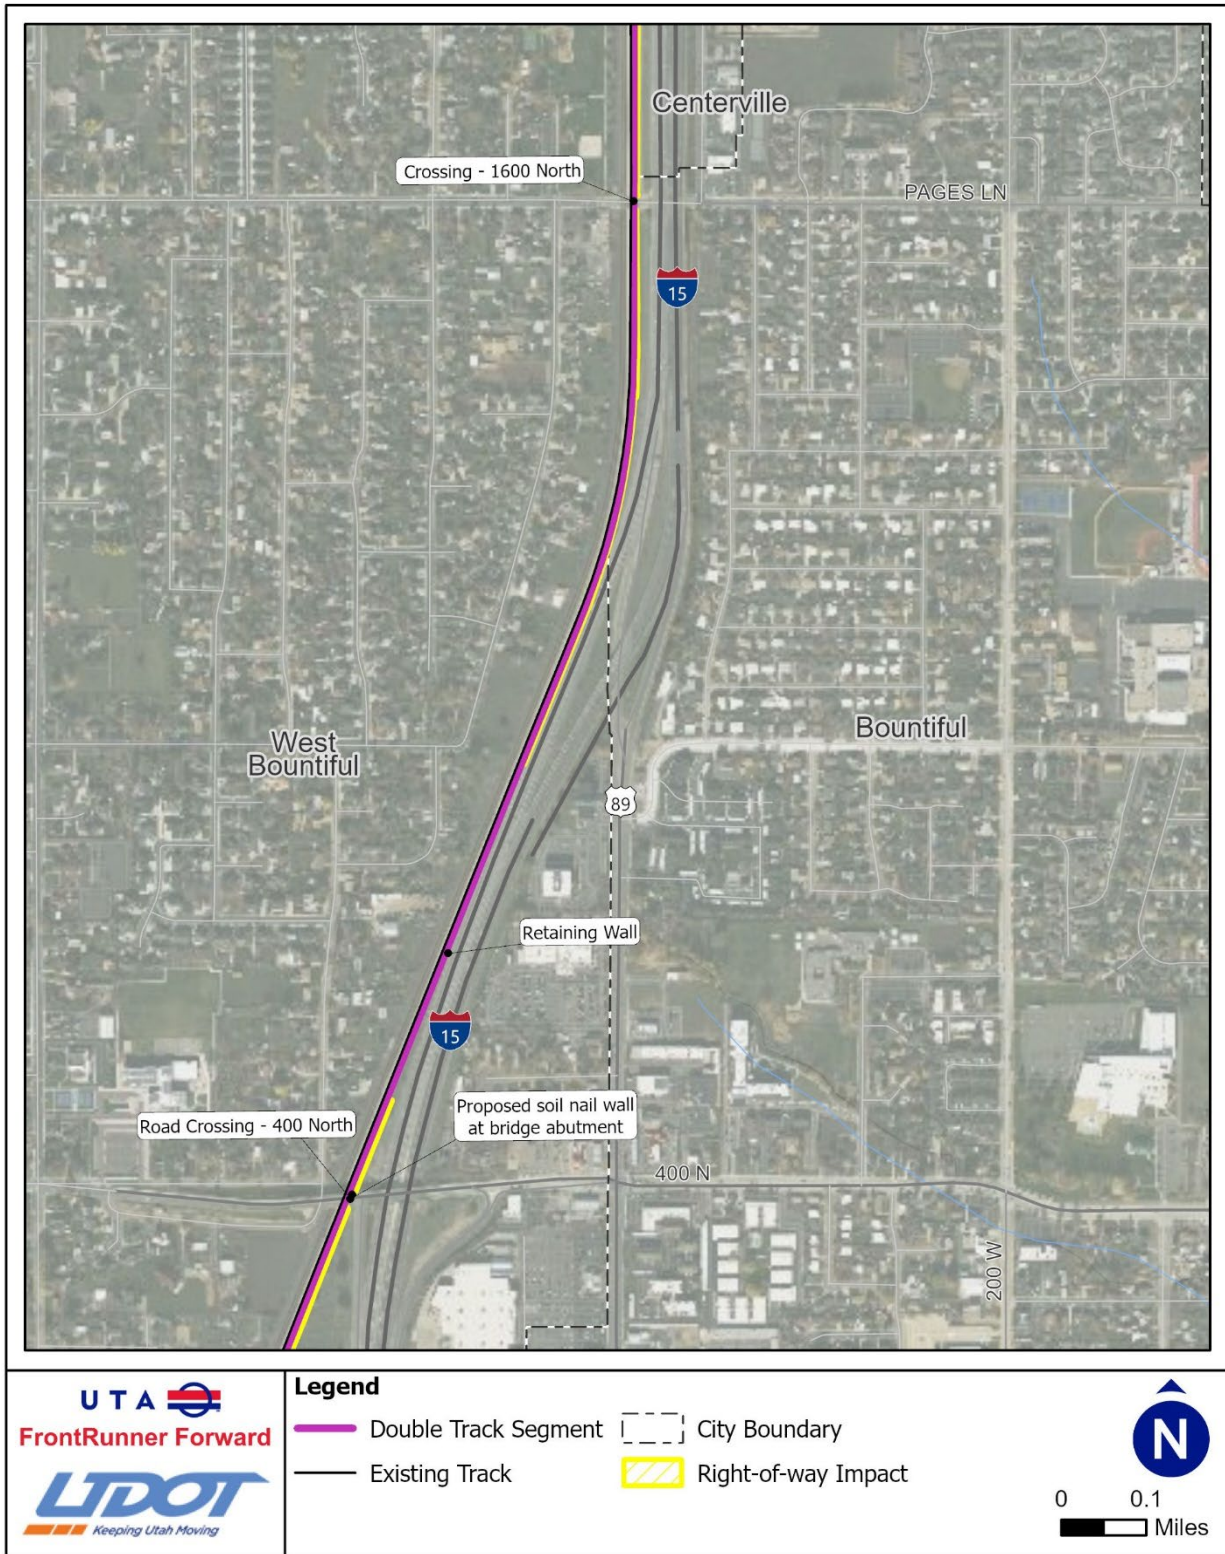 Centerville
Crossing - 1600 North
PAGES LN
15
West
Bountiful
Bountiful
89
Retaining Wall
15
Proposed soil nail wall
at bridge abutment
Road Crossing - 400 North
400 N
200 W
UTA
FrontRunner Forward
UDOT
Keeping Utah Moving
Legend
Double Track Segment
City Boundary
Existing Track
Right-of-way Impact
N
0 0.1
Miles